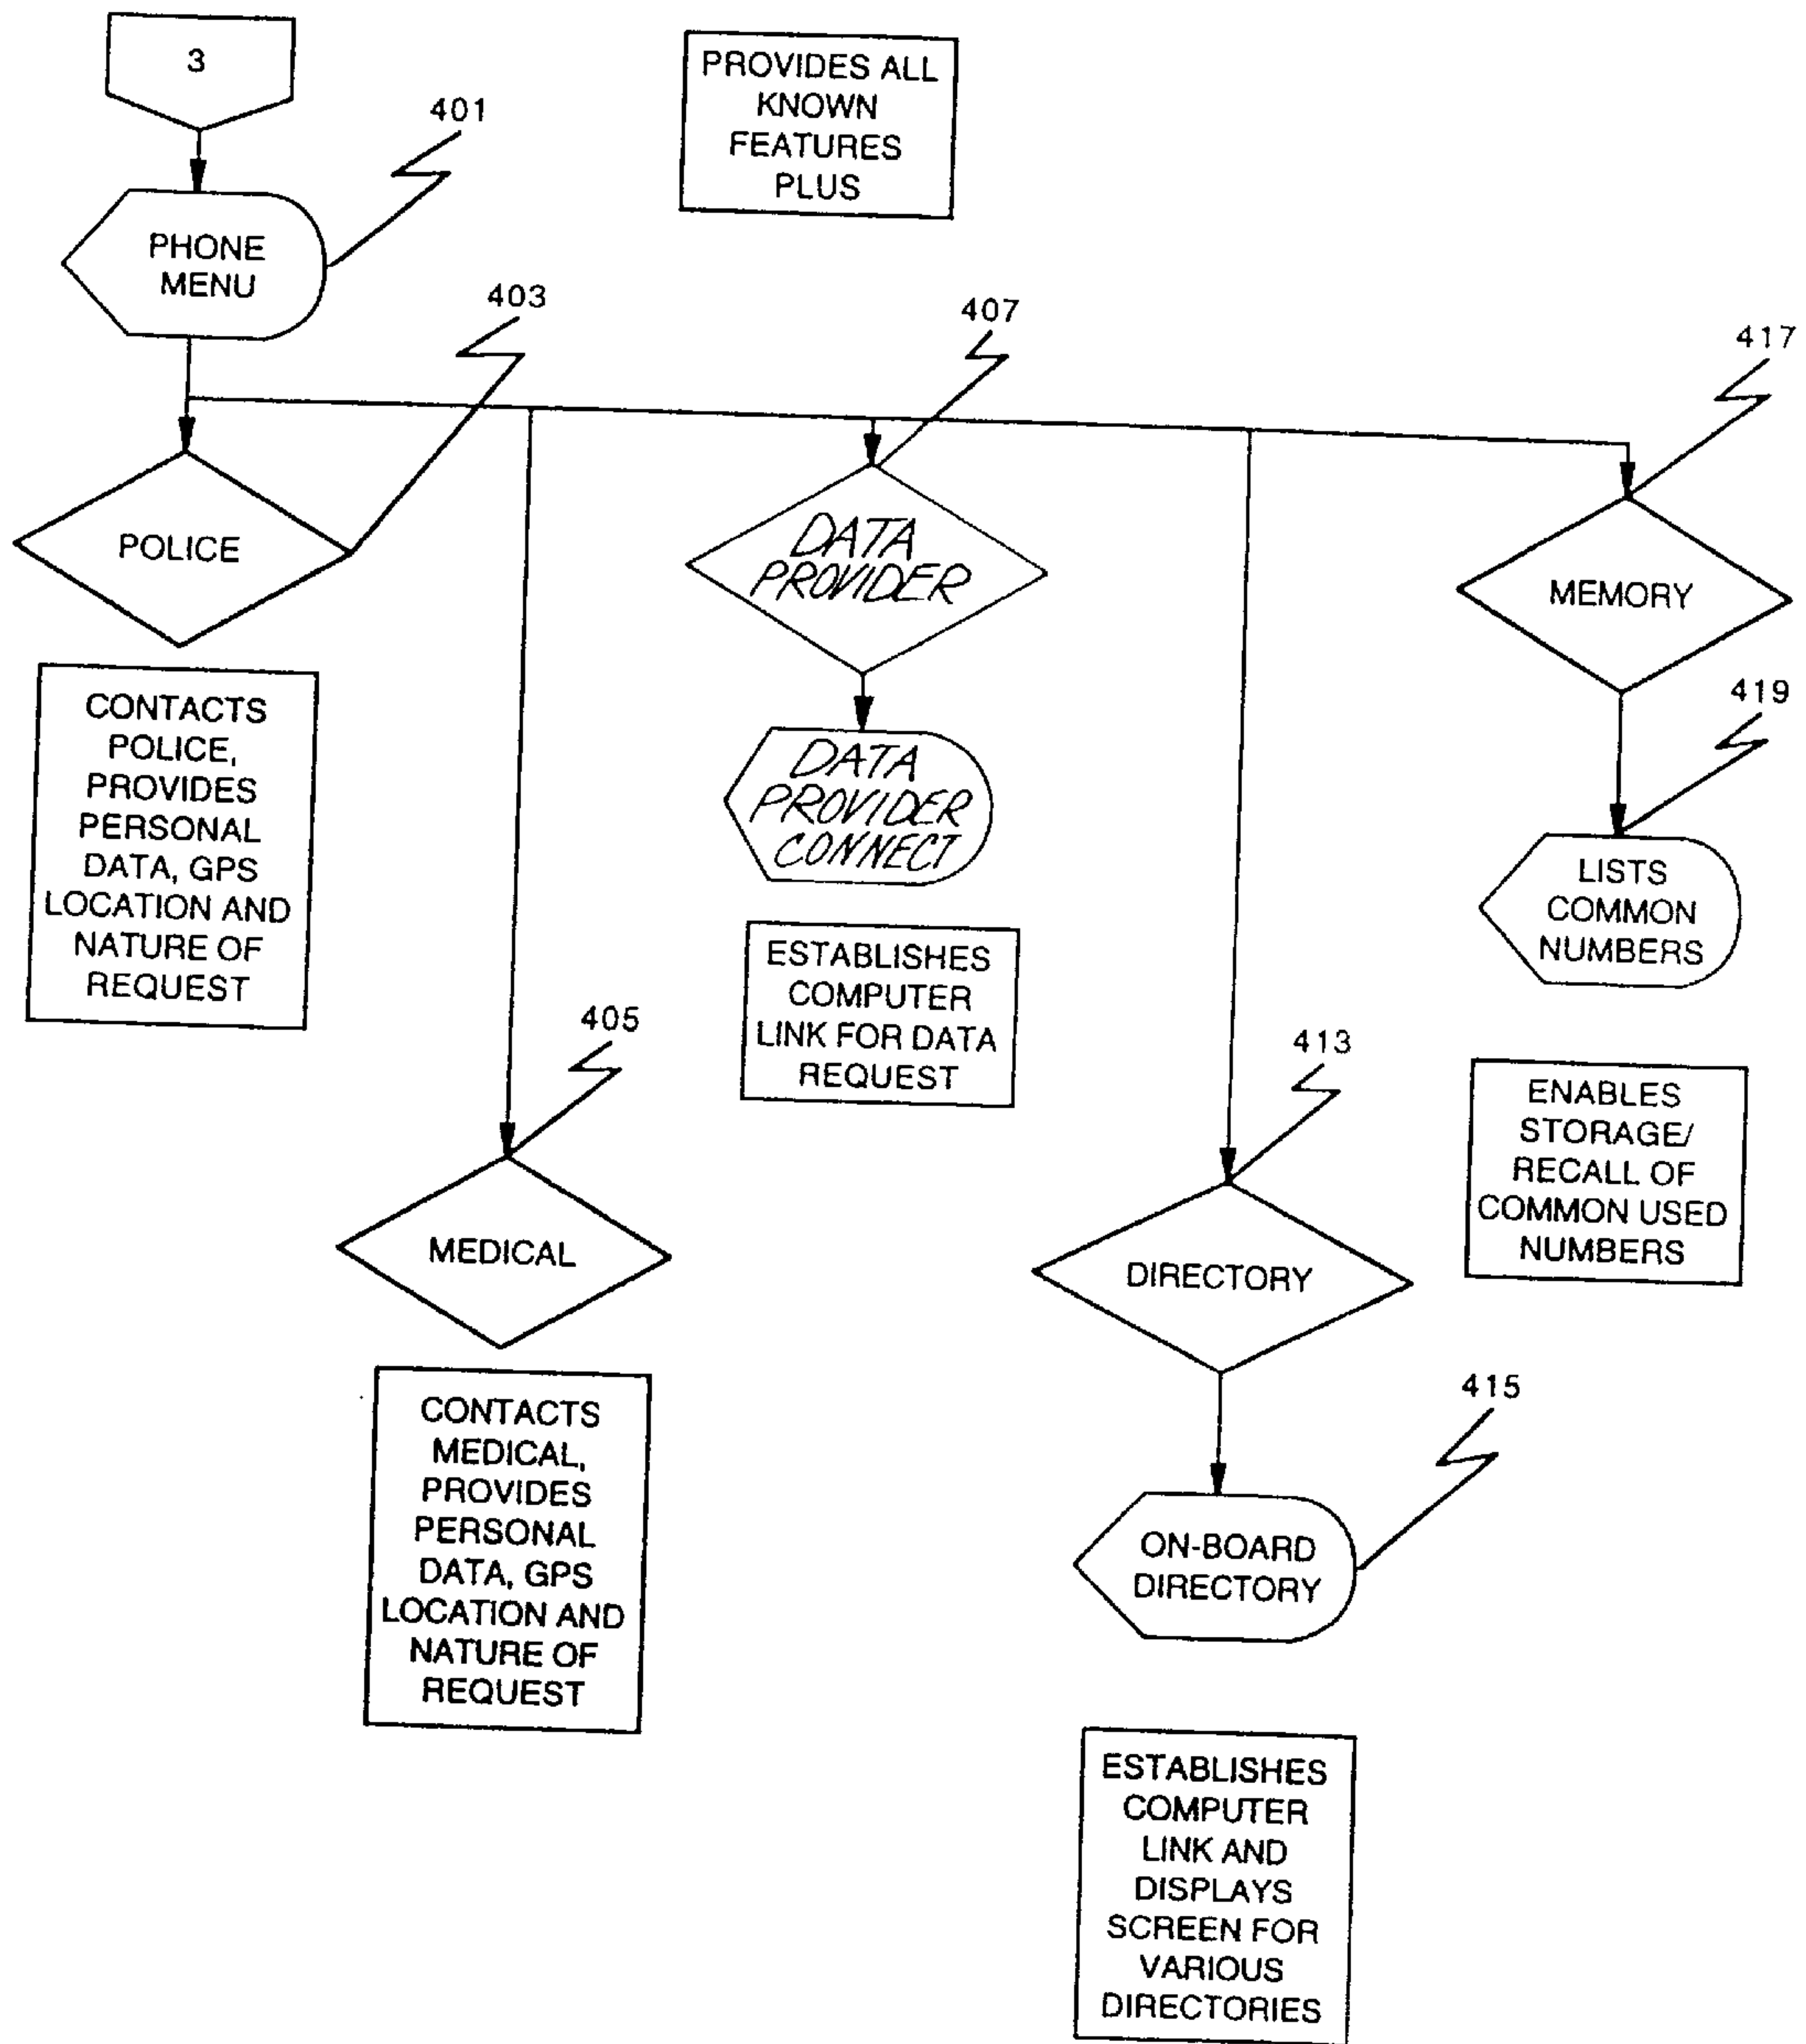 3
PROVIDES ALL
KNOWN
FEATURES
PLUS
401
PHONE
MENU
403
407
417
POLICE
DATA
PROVIDER
MEMORY
CONTACTS
POLICE,
PROVIDES
PERSONAL
DATA, GPS
LOCATION AND
NATURE OF
REQUEST
DATA
PROVIDER
CONNECT
419
LISTS
COMMON
NUMBERS
ESTABLISHES
COMPUTER
LINK FOR DATA
REQUEST
405
413
ENABLES
STORAGE/
RECALL OF
COMMON USED
NUMBERS
MEDICAL
DIRECTORY
CONTACTS
MEDICAL,
PROVIDES
PERSONAL
DATA, GPS
LOCATION AND
NATURE OF
REQUEST
415
ON-BOARD
DIRECTORY
ESTABLISHES
COMPUTER
LINK AND
DISPLAYS
SCREEN FOR
VARIOUS
DIRECTORIES